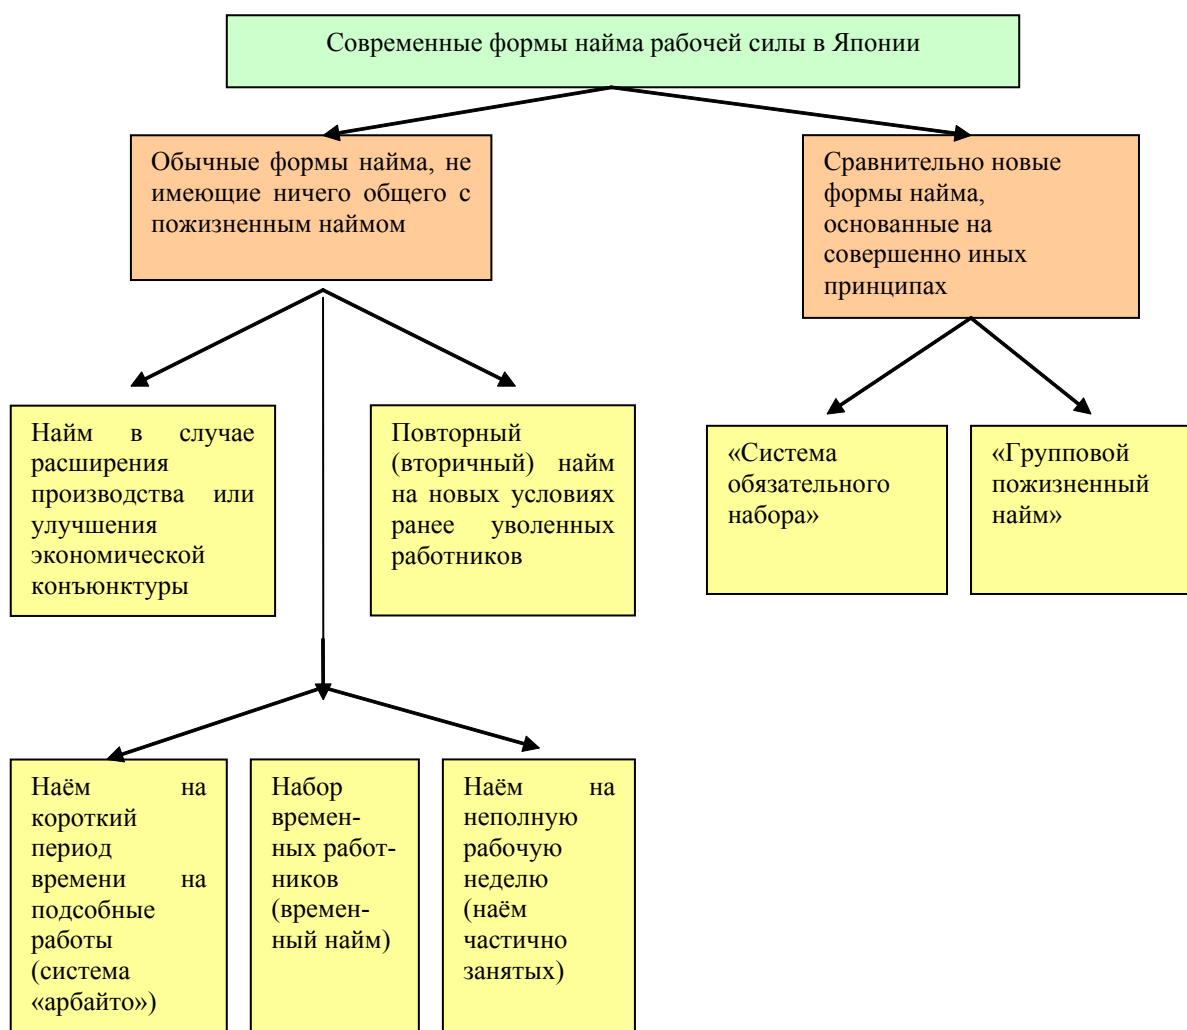 Современные формы найма рабочей силы в Японии
Обычные формы найма, не
имеющие ничего общего с
пожизненным наймом
Сравнительно новые
формы найма,
основанные на
совершенно иных
принципах
Найм в случае
расширения
производства или
улучшения
экономической
конъюнктуры
Повторный
(вторичный) найм
на новых условиях
ранее уволенных
работников
«Система
обязательного
набора»
«Групповой
пожизненный
найм»
Наём на
короткий
период
времени на
подсобные
работы
(система
«арбайто»)
Набор
времен-
ных работ-
ников
(времен-
ный найм)
Наём на
неполную
рабочую
неделю
(наём
частично
занятых)